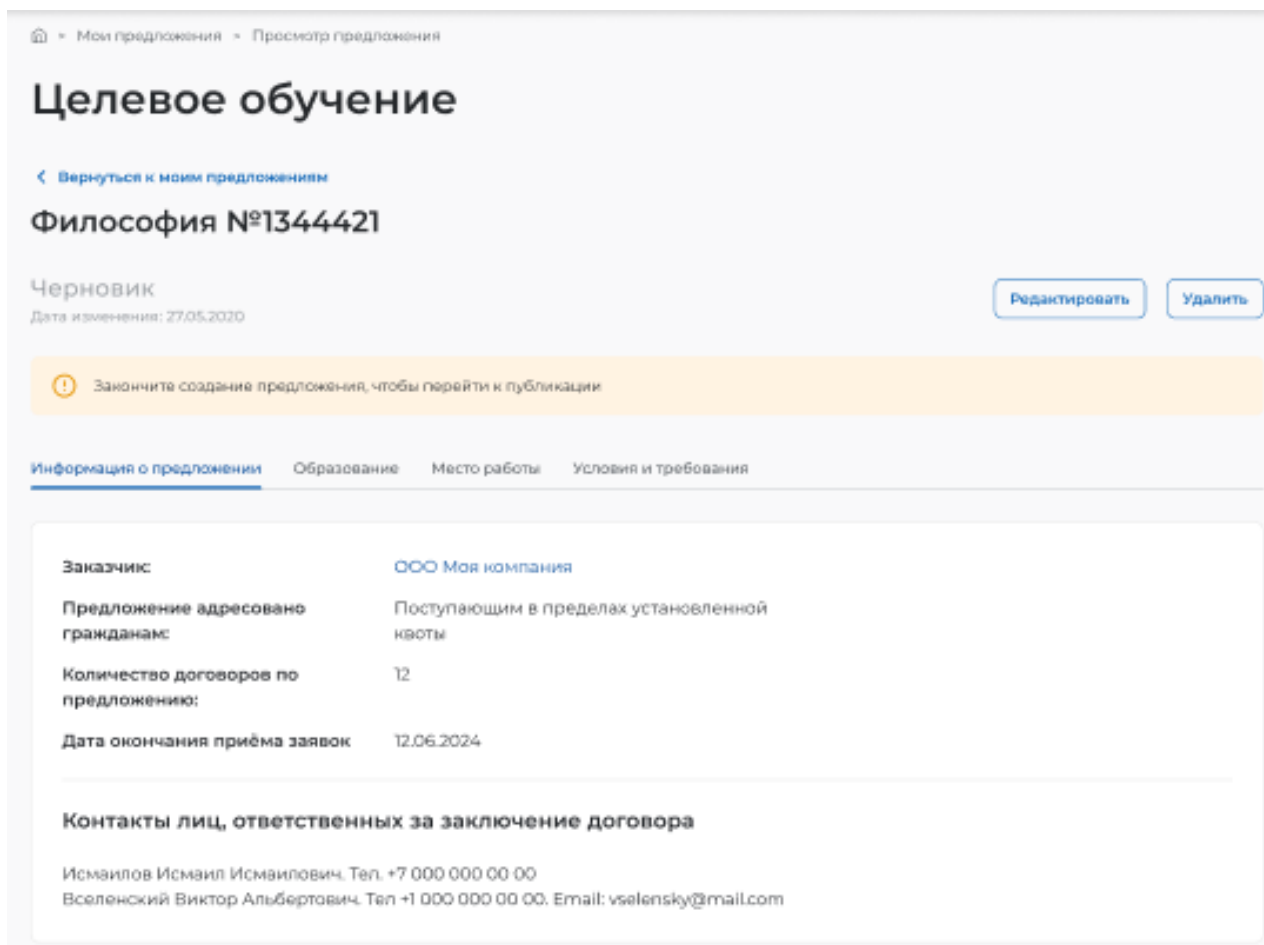 Мои предложения Просмотр предложения
Целевое обучение
Вернуться к моим предложениям
Философия №1344421
Черновик
Редактировать Удалить
Дата изменения: 27.05.2020
Закончите создание предложения, чтобы перейти к публикации
Информация о предложении Образование Место работы Условия и требования
Заказчик: ООО Моя компания
Предложение адресовано Поступающим в пределах установленной
гражданам: квоты
Количество договоров по 12
предложению:
Дата окончания приёма заявок 12.06.2024
Контакты лиц, ответственных за заключение договора
Исмаилов Исмаил Исмаилович. Тел. +7 000 000 00 00
Вселенский Виктор Альбертович. Тел +1 000 000 00 00. Email: vselensky@mail.com